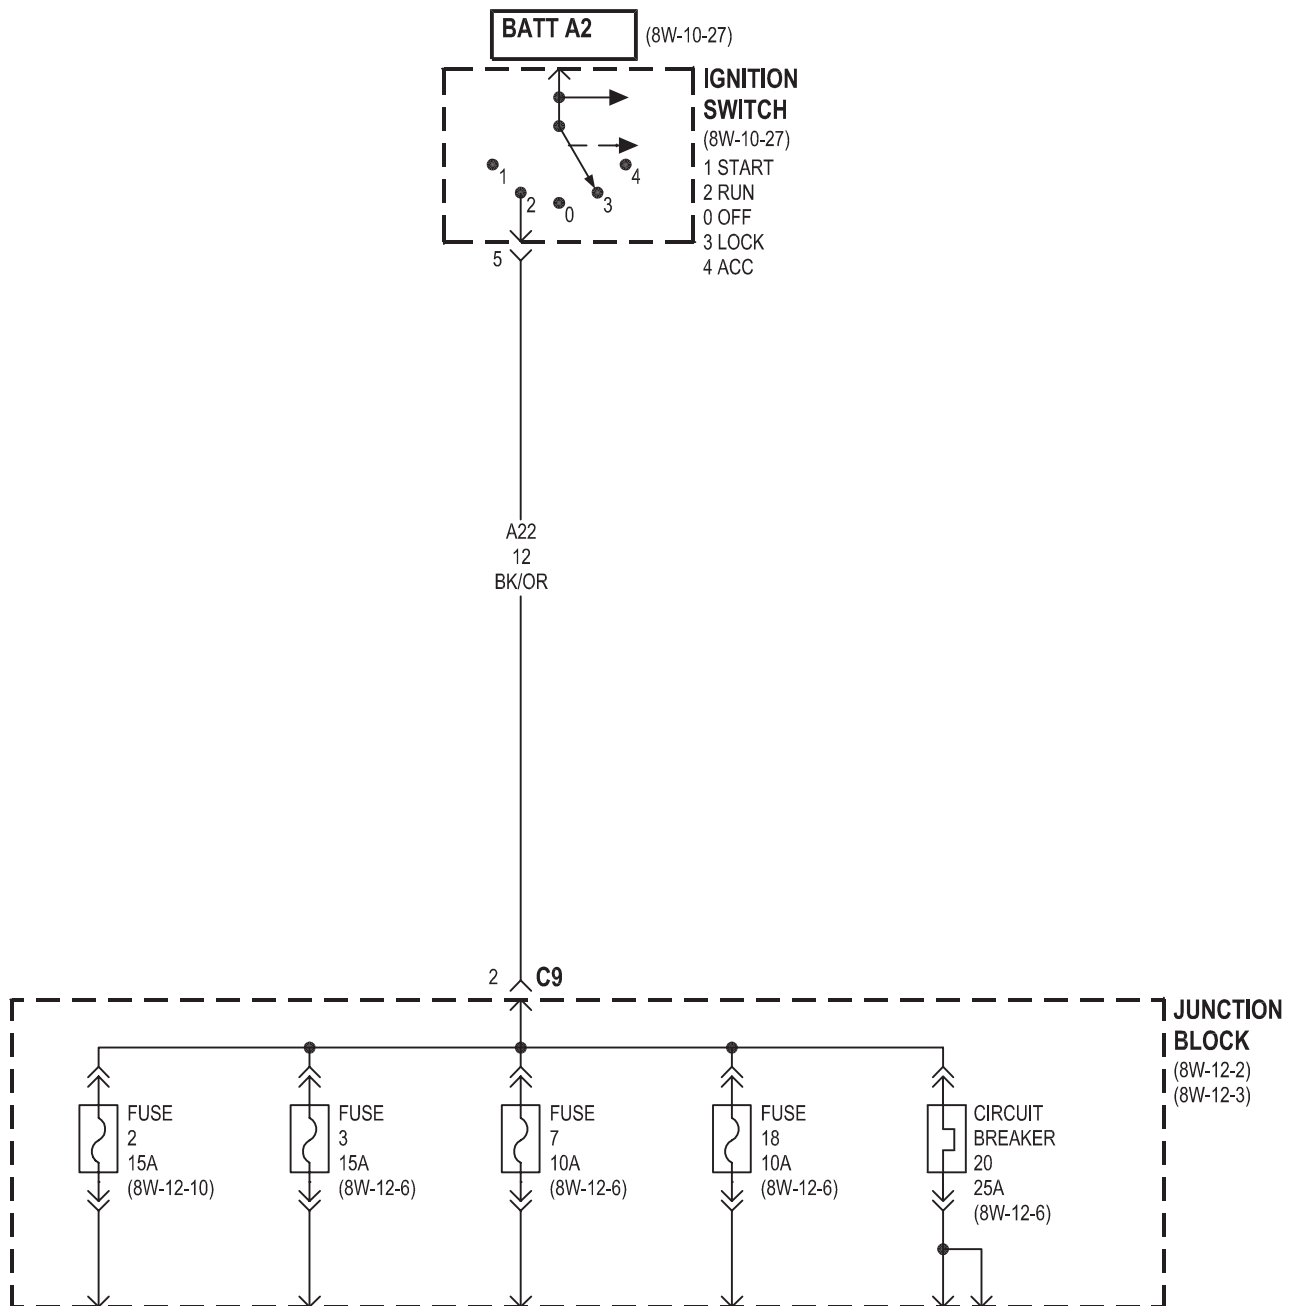 BATT A2
(8W-10-27)
IGNITION
SWITCH
(8W-10-27)
1 START
2 RUN
0 OFF
3 LOCK
4 ACC
1
2
0
3
4
5
A22
12
BK/OR
2
C9
JUNCTION
BLOCK
(8W-12-2)
(8W-12-3)
FUSE
2
15A
(8W-12-10)
FUSE
3
15A
(8W-12-6)
FUSE
7
10A
(8W-12-6)
FUSE
18
10A
(8W-12-6)
CIRCUIT
BREAKER
20
25A
(8W-12-6)